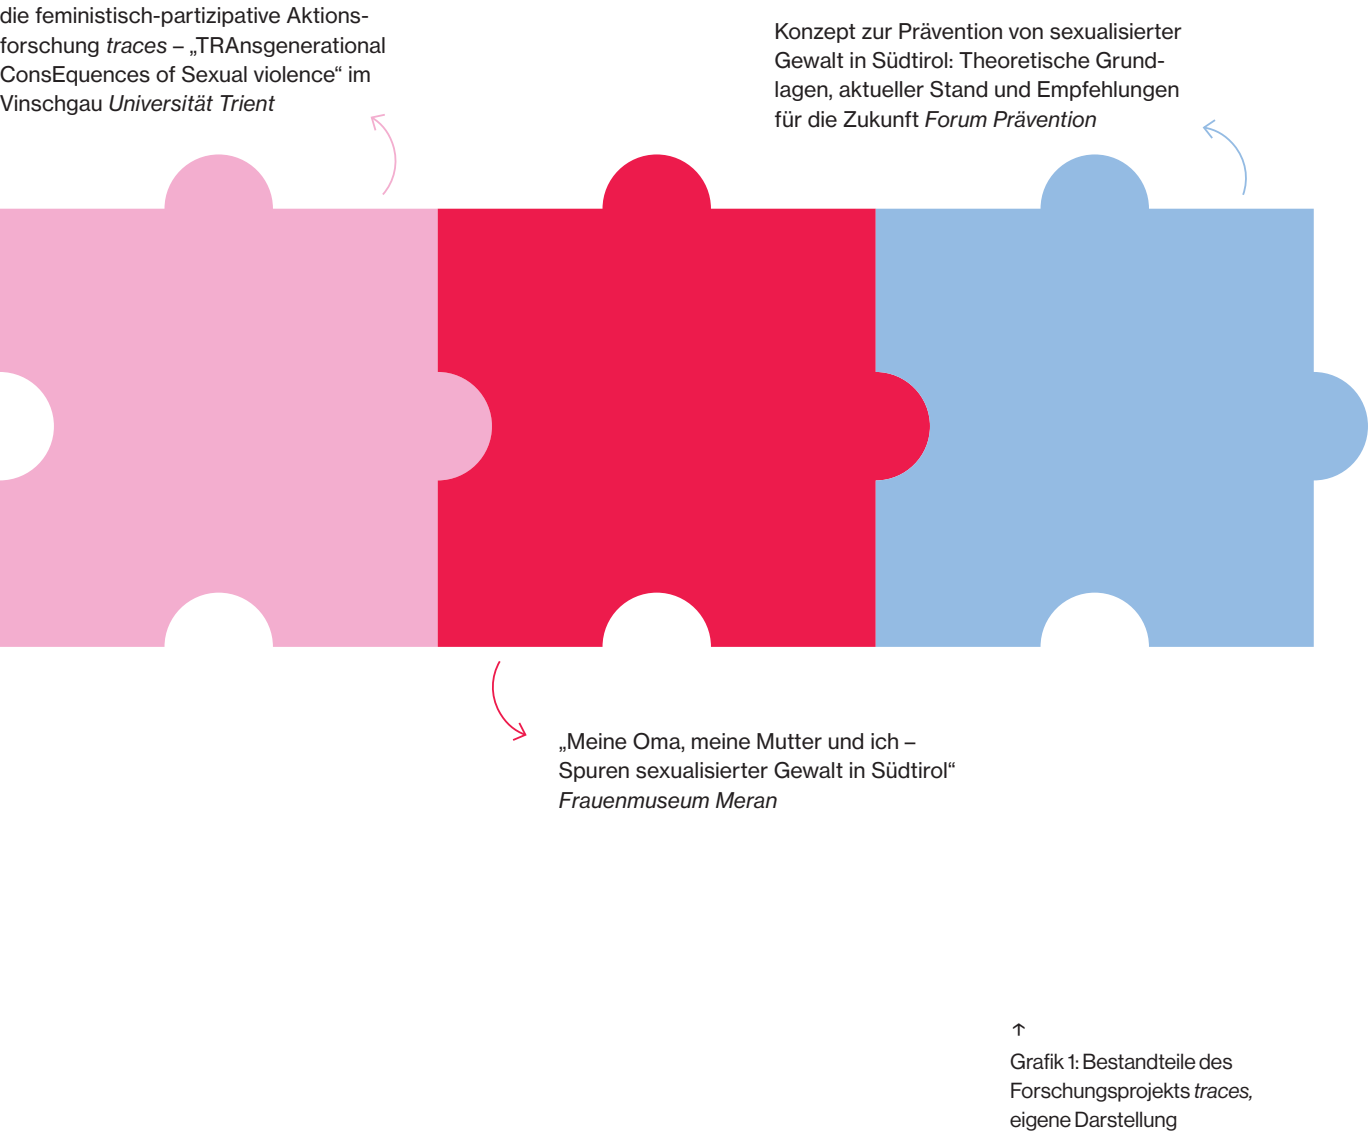 die feministisch-partizipative Aktions-
forschung traces – „TRAnsgenerational
ConsEquences of Sexual violence“ im
Vinschgau Universität Trient
Konzept zur Prävention von sexualisierter
Gewalt in Südtirol: Theoretische Grund-
lagen, aktueller Stand und Empfehlungen
für die Zukunft Forum Prävention
„Meine Oma, meine Mutter und ich –
Spuren sexualisierter Gewalt in Südtirol“
Frauenmuseum Meran
↑
Grafik 1: Bestandteile des
Forschungsprojekts traces,
eigene Darstellung